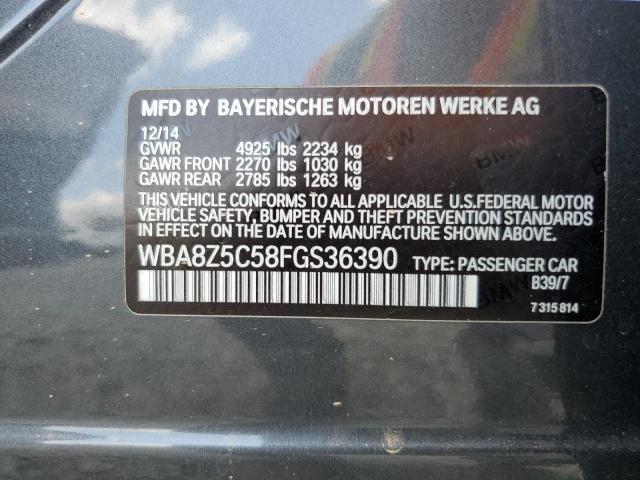 MFD BY BAYERISCHE MOTOREN WERKE AG
12/14
GVWR 4925 lbs 2234 kg
GAWR FRONT 2270 lbs 1030 kg
GAWR REAR 2785 lbs 1263 kg
THIS VEHICLE CONFORMS TO ALL APPLICABLE U.S.FEDERAL MOTOR
VEHICLE SAFETY, BUMPER AND THEFT PREVENTION STANDARDS
IN EFFECT ON THE DATE OF MANUFACTURE SHOWN ABOVE.
WBA8Z5C58FGS36390 TYPE: PASSENGER CAR
B39/7
7 315 814
BMW
BMW
BMW